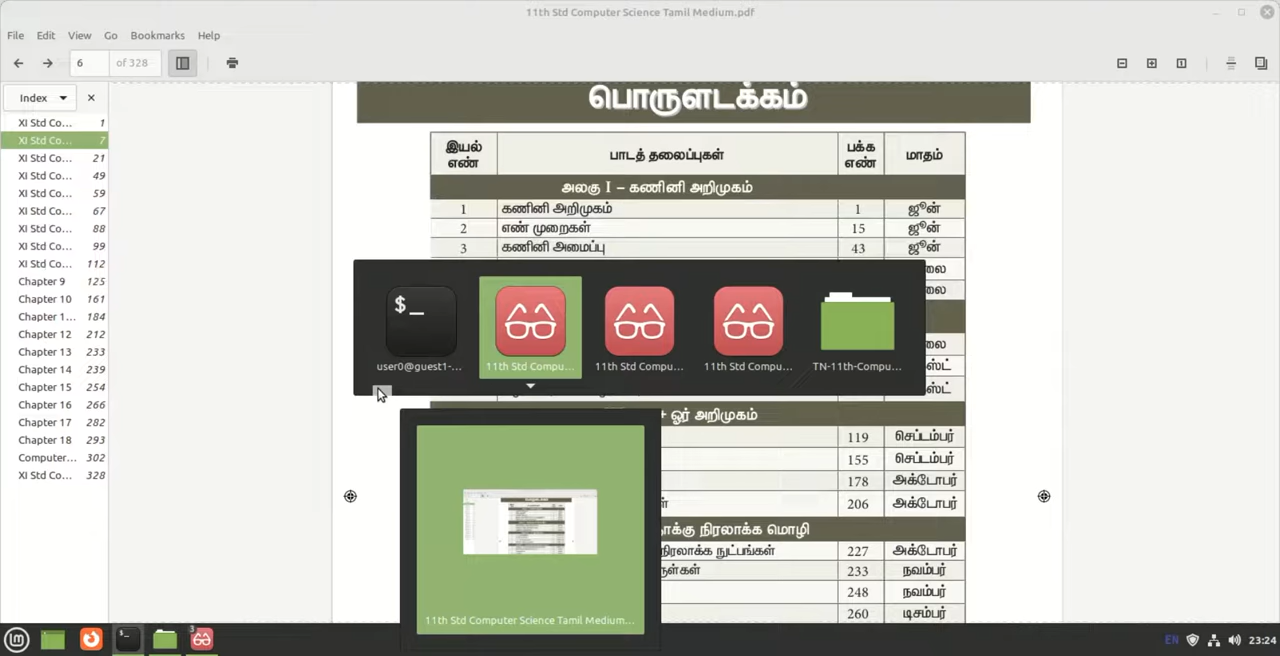 11th Std Computer Science Tamil Medium.pdf
File Edit View Go Bookmarks Help
6 of 328
Index
XI Std Co... 1
XI Std Co... 7
XI Std Co... 21
XI Std Co... 49
XI Std Co... 59
XI Std Co... 67
XI Std Co... 88
XI Std Co... 99
XI Std Co... 112
Chapter 9 125
Chapter 10 161
Chapter 1... 184
Chapter 12 212
Chapter 13 233
Chapter 14 239
Chapter 15 254
Chapter 16 266
Chapter 17 282
Chapter 18 293
Computer... 302
XI Std Co... 328
பொருளடக்கம்
இயல் எண் பாடத் தலைப்புகள் பக்க எண் மாதம்
அலகு I – கணினி அறிமுகம்
1 கணினி அறிமுகம் 1 ஜூன்
2 எண் முறைகள் 15 ஜூன்
3 கணினி அமைப்பு 43 ஜூன்
லை
லை
லை
ஸ்ட்
ஸ்ட்
$_
user0@guest1-...
11th Std Compu...
11th Std Compu...
11th Std Compu...
TN-11th-Compu...
+ ஓர் அறிமுகம்
119 செப்டம்பர்
155 செப்டம்பர்
178 அக்டோபர்
206 அக்டோபர்
நோக்கு நிரலாக்க மொழி
நிரலாக்க நுட்பங்கள் 227 அக்டோபர்
ருள்கள் 233 நவம்பர்
248 நவம்பர்
260 டிசம்பர்
11th Std Computer Science Tamil Medium...
3
EN 23:24